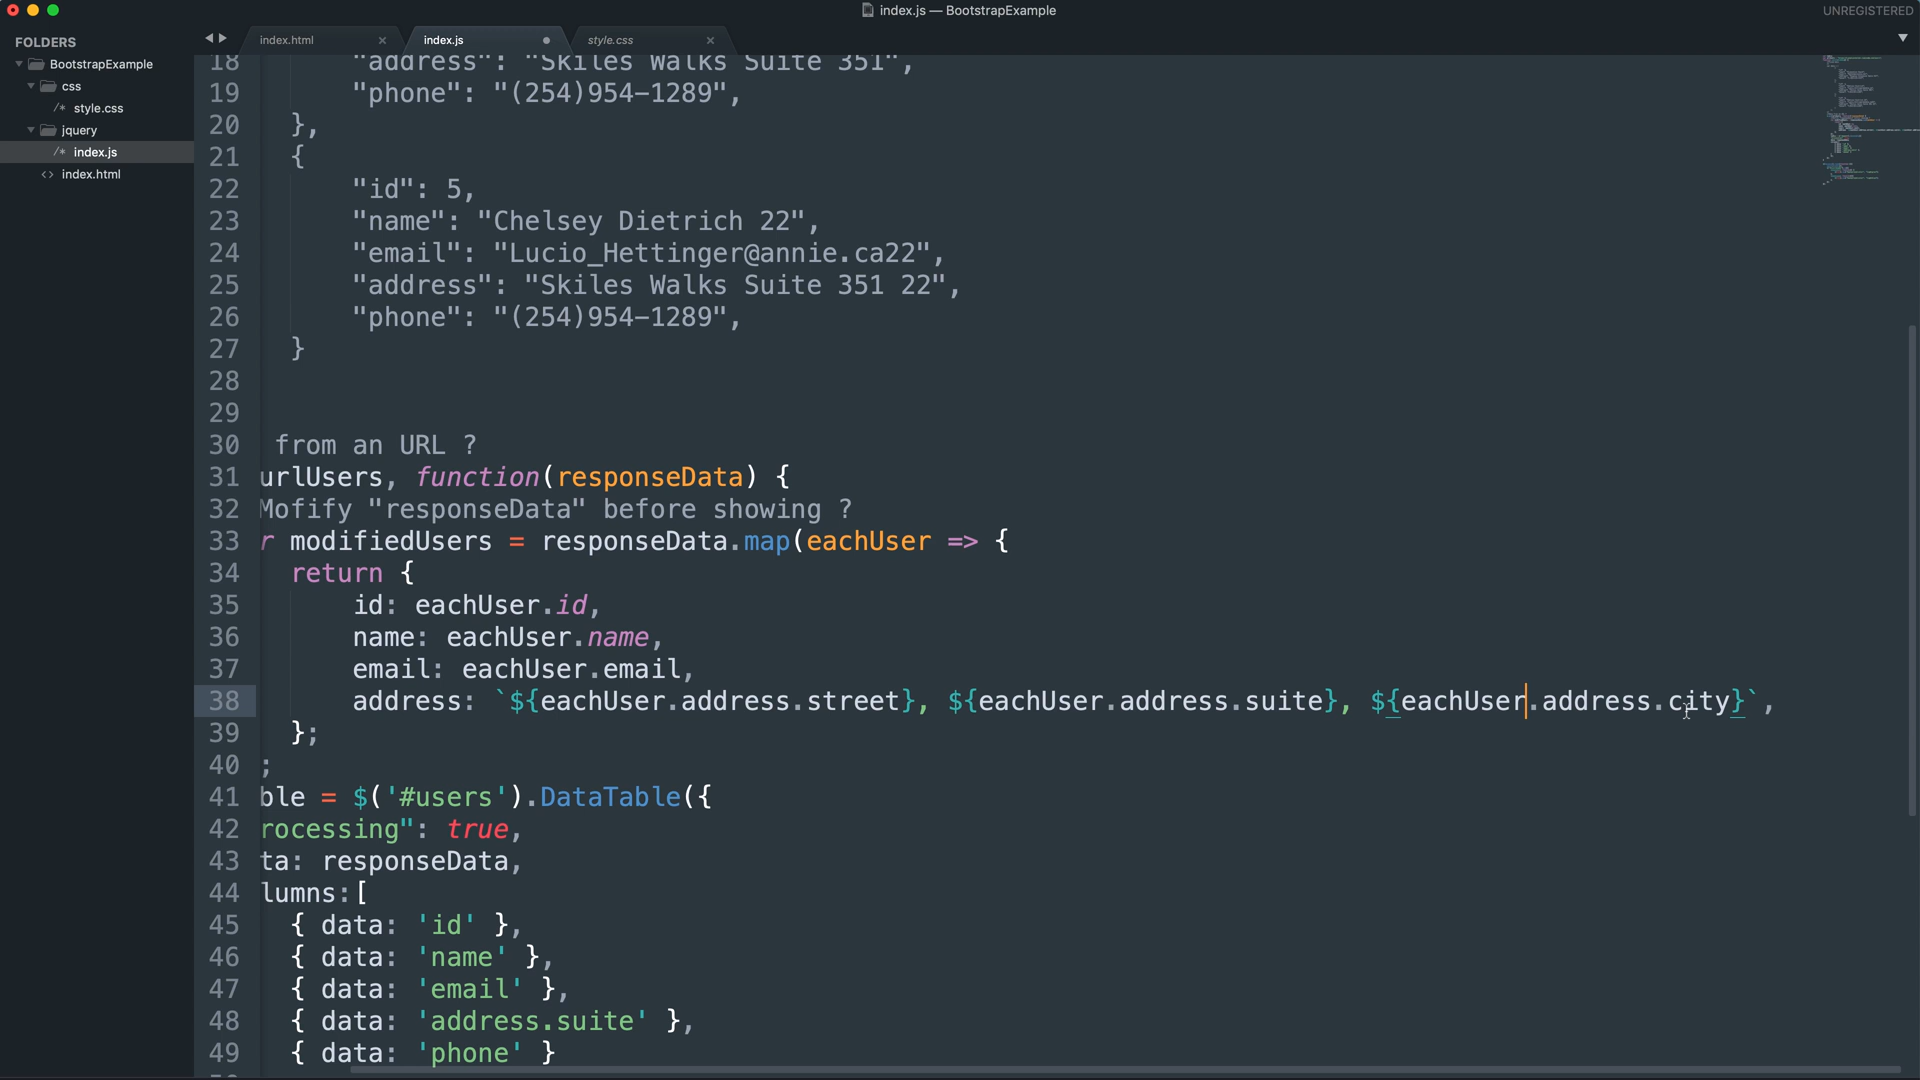 index.js — BootstrapExample
UNREGISTERED
FOLDERS
BootstrapExample
css
/* style.css
jquery
/* index.js
<> index.html
index.html
index.js
style.css
18 "address": "Skiles Walks Suite 351",
19 "phone": "(254)954-1289",
20 },
21 {
22 "id": 5,
23 "name": "Chelsey Dietrich 22",
24 "email": "Lucio_Hettinger@annie.ca22",
25 "address": "Skiles Walks Suite 351 22",
26 "phone": "(254)954-1289",
27 }
28
29
30 from an URL ?
31 urlUsers, function(responseData) {
32 Mofify "responseData" before showing ?
33 r modifiedUsers = responseData.map(eachUser => {
34 return {
35 id: eachUser.id,
36 name: eachUser.name,
37 email: eachUser.email,
38 address: `${eachUser.address.street}, ${eachUser.address.suite}, ${eachUser.address.city}`,
39 };
40 ;
41 ble = $('#users').DataTable({
42 rocessing": true,
43 ta: responseData,
44 lumns:[
45 { data: 'id' },
46 { data: 'name' },
47 { data: 'email' },
48 { data: 'address.suite' },
49 { data: 'phone' }